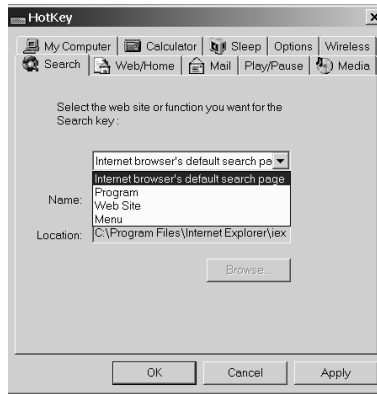 HotKey
My Computer Calculator Sleep Options Wireless
Search Web/Home Mail Play/Pause Media
Select the web site or function you want for the
Search key :
Internet browser's default search pa
Internet browser's default search page
Program
Name: Web Site
Menu
Location: C:\Program Files\Internet Explorer\iex
Browse...
OK Cancel Apply